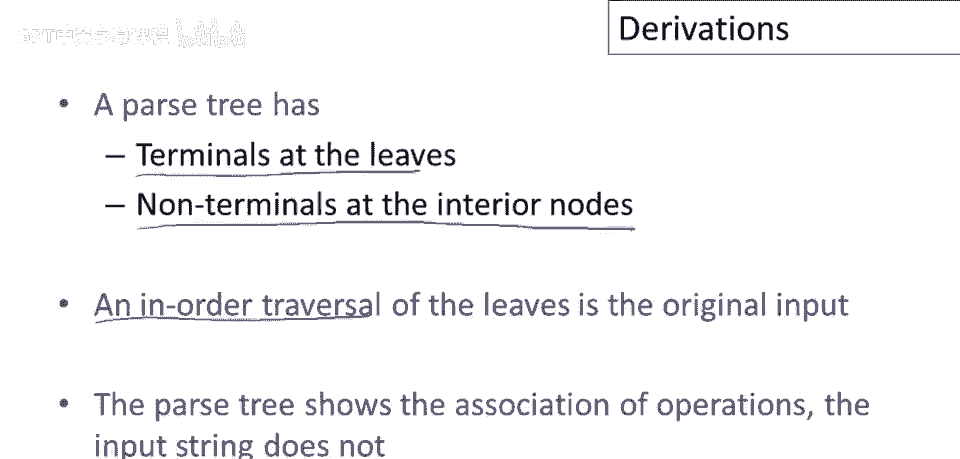 Derivations
• A parse tree has
– Terminals at the leaves
– Non-terminals at the interior nodes
• An in-order traversal of the leaves is the original input
• The parse tree shows the association of operations, the
input string does not